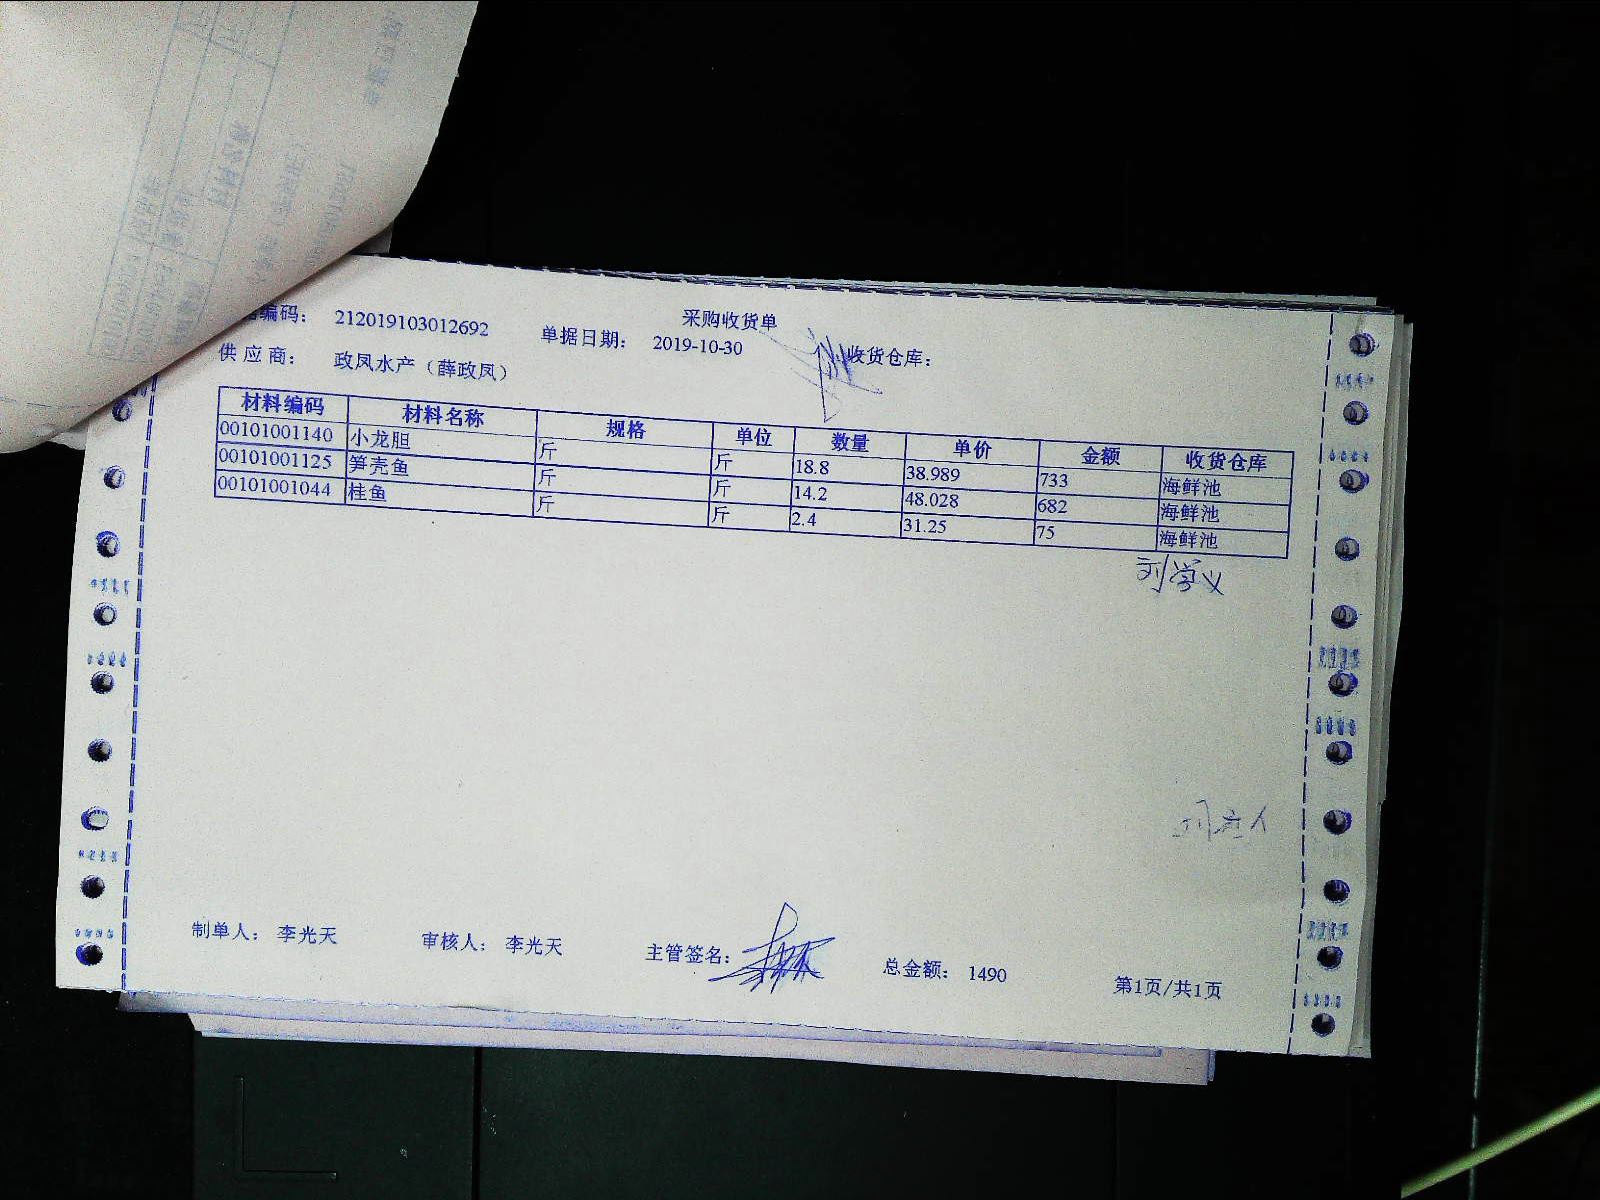 采购收货单
编码： 212019103012692 单据日期： 2019-10-30 收货仓库：
供 应 商： 政凤水产（薛政凤）
材料编码 材料名称 规格 单位 数量 单价 金额 收货仓库
00101001140 小龙胆 斤 斤 18.8 38.989 733 海鲜池
00101001125 笋壳鱼 斤 斤 14.2 48.028 682 海鲜池
00101001044 桂鱼 斤 斤 2.4 31.25 75 海鲜池
刘学义
制单人： 李光天 审核人： 李光天 主管签名： 总金额： 1490 第1页/共1页